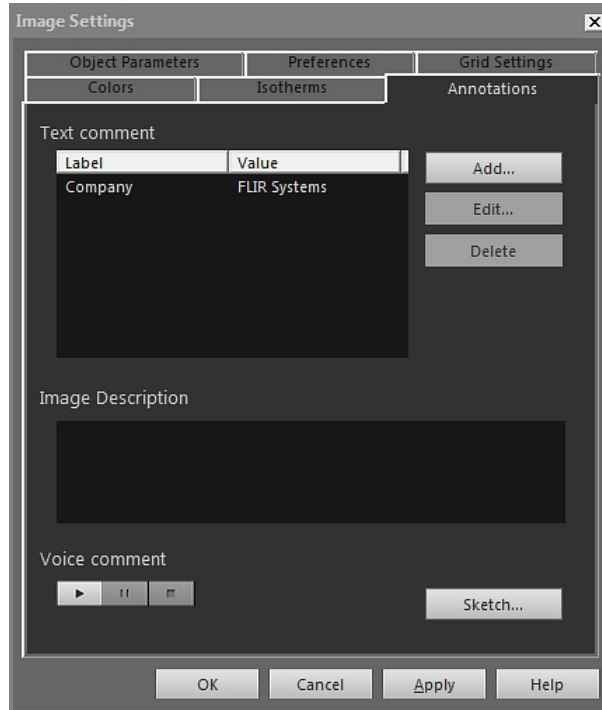 Image Settings
Object Parameters Preferences Grid Settings
Colors Isotherms Annotations
Text comment
Label Value
Company FLIR Systems
Add...
Edit...
Delete
Image Description
Voice comment
Sketch...
OK Cancel Apply Help